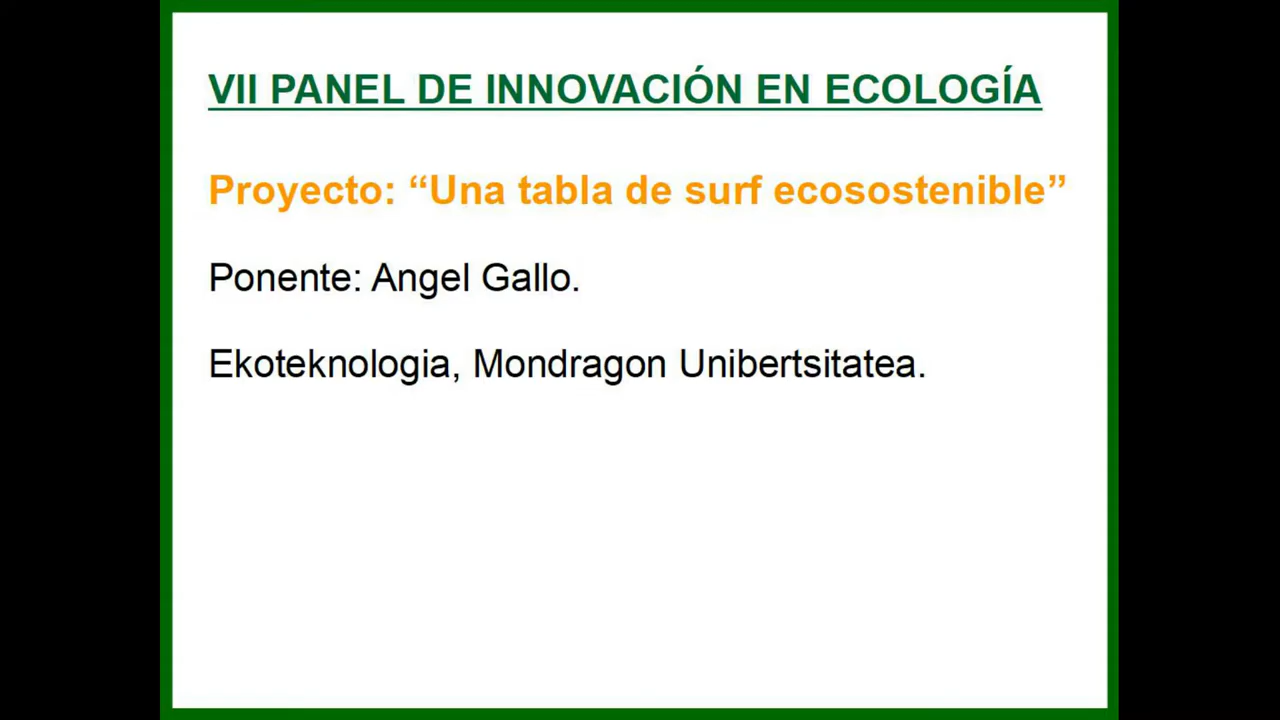 VII PANEL DE INNOVACIÓN EN ECOLOGÍA
Proyecto: “Una tabla de surf ecosostenible”
Ponente: Angel Gallo.
Ekoteknologia, Mondragon Unibertsitatea.